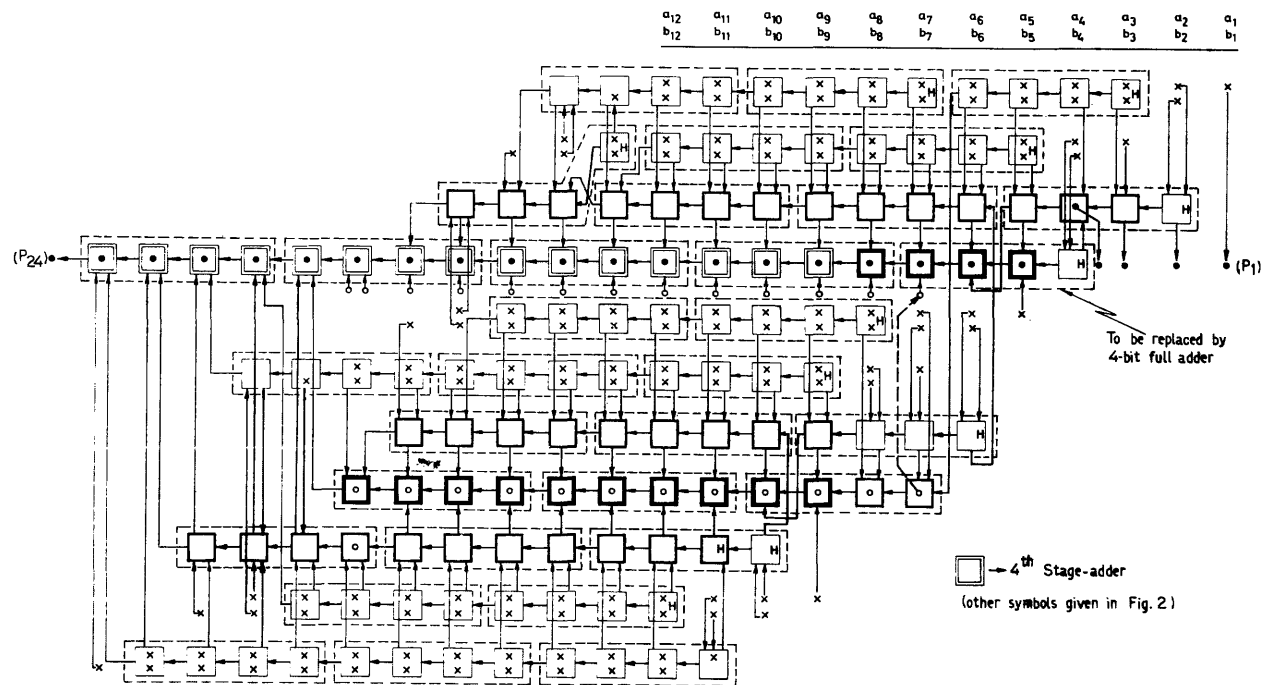 a12 a11 a10 a9 a8 a7 a6 a5 a4 a3 a2 a1
b12 b11 b10 b9 b8 b7 b6 b5 b4 b3 b2 b1
H H
H H H
H
(P24) H (P1)
H
To be replaced by
4-bit full adder
H
H
H H
4th Stage-adder
(other symbols given in Fig. 2)
H